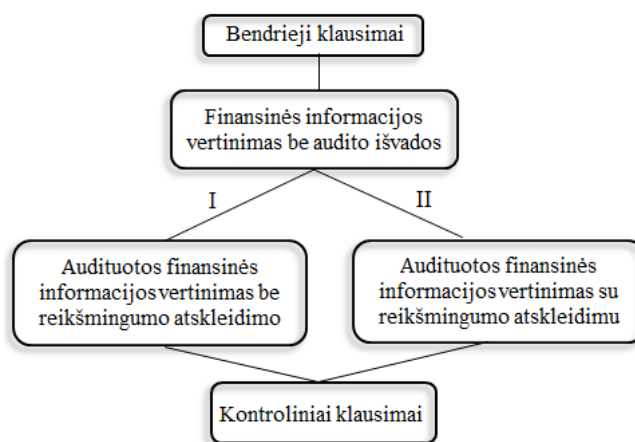 Bendrieji klausimai
Finansinės informacijos
vertinimas be audito išvados
I
II
Audituotos finansinės
informacijos vertinimas be
reikšmingumo atskleidimo
Audituotos finansinės
informacijos vertinimas su
reikšmingumo atskleidimu
Kontroliniai klausimai